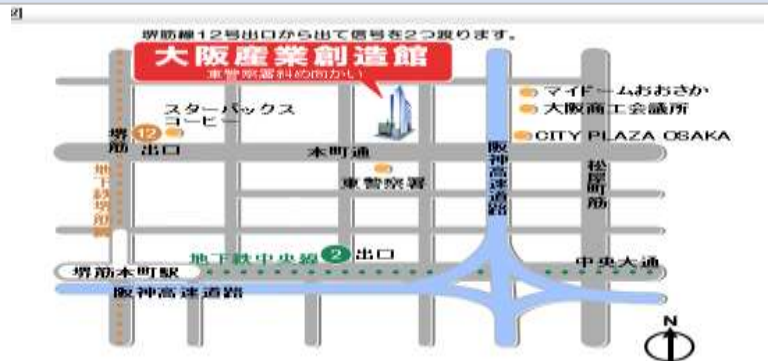 図
堺筋線12号出口から出て信号を2つ渡ります。
大阪産業創造館
東警察署斜め向かい
マイドームおおさか
大阪商工会議所
スターバックス
コーヒー
堺筋
12
出口
CITY PLAZA OSAKA
本町通
阪神高速道路
松屋町筋
東警察署
地下鉄堺筋線
地下鉄中央線
2
出口
堺筋本町駅
中央大通
阪神高速道路
N